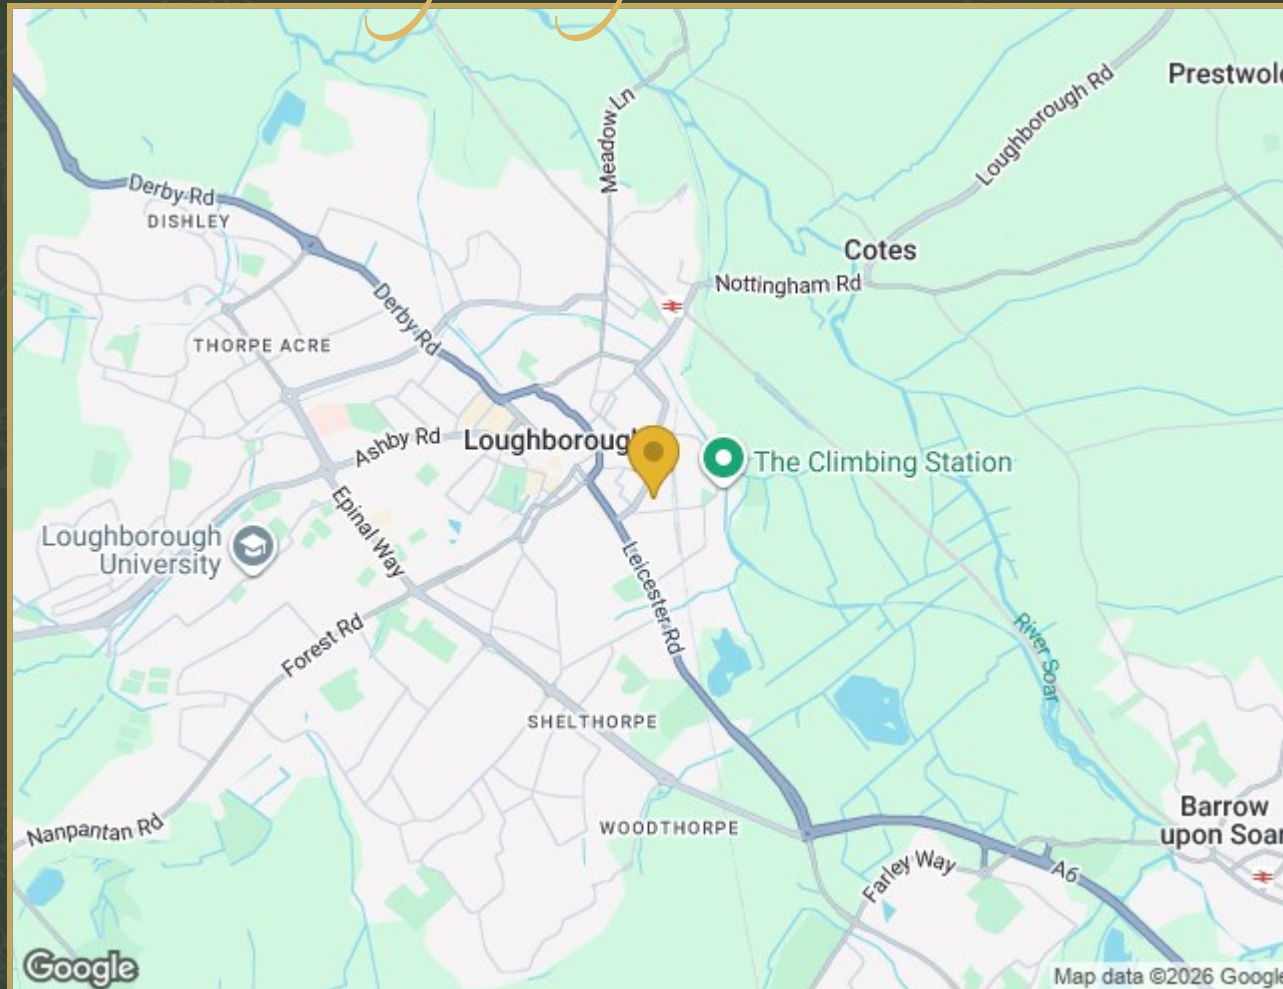 Meadow Ln
Loughborough Rd
Prestwold
Derby Rd
DISHLEY
Cotes
Nottingham Rd
Derby Rd
THORPE ACRE
Ashby Rd
Loughborough
The Climbing Station
Epinal Way
Loughborough
University
Leicester Rd
Forest Rd
River Soar
SHELTHORPE
Nanpantan Rd
WOODTHORPE
Barrow
upon Soar
Farley Way
A6
Google
Map data ©2026 Google